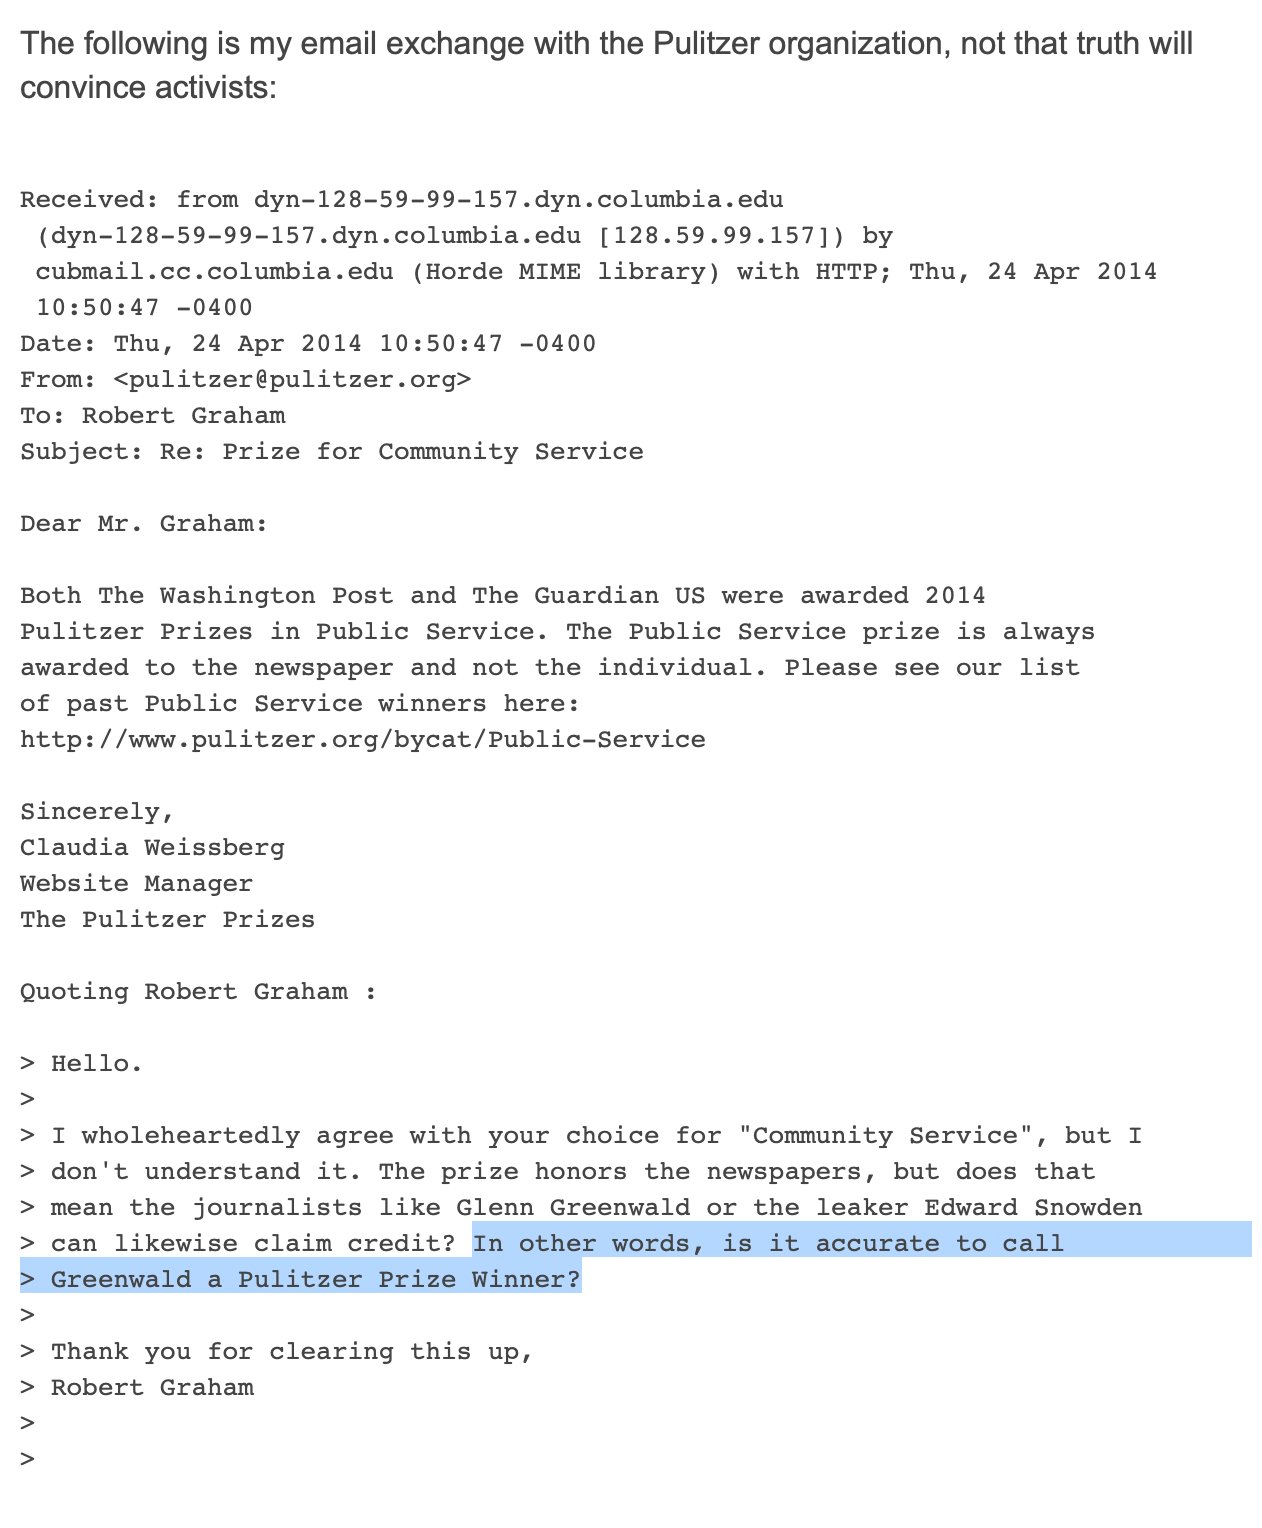 The following is my email exchange with the Pulitzer organization, not that truth will
convince activists:
Received: from dyn-128-59-99-157.dyn.columbia.edu
(dyn-128-59-99-157.dyn.columbia.edu [128.59.99.157]) by
cubmail.cc.columbia.edu (Horde MIME library) with HTTP; Thu, 24 Apr 2014
10:50:47 -0400
Date: Thu, 24 Apr 2014 10:50:47 -0400
From: <pulitzer@pulitzer.org>
To: Robert Graham
Subject: Re: Prize for Community Service
Dear Mr. Graham:
Both The Washington Post and The Guardian US were awarded 2014
Pulitzer Prizes in Public Service. The Public Service prize is always
awarded to the newspaper and not the individual. Please see our list
of past Public Service winners here:
http://www.pulitzer.org/bycat/Public-Service
Sincerely,
Claudia Weissberg
Website Manager
The Pulitzer Prizes
Quoting Robert Graham :
> Hello.
>
> I wholeheartedly agree with your choice for "Community Service", but I
> don't understand it. The prize honors the newspapers, but does that
> mean the journalists like Glenn Greenwald or the leaker Edward Snowden
> can likewise claim credit? In other words, is it accurate to call
> Greenwald a Pulitzer Prize Winner?
>
> Thank you for clearing this up,
> Robert Graham
>
>